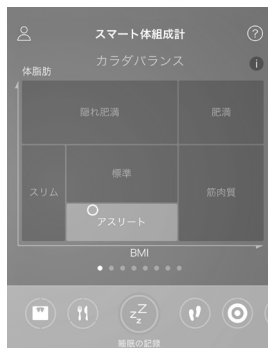 スマート体組成計
?
カラダバランス
i
体脂肪
隠れ肥満
肥満
スリム
標準
筋肉質
アスリート
BMI
zzZ
睡眠の記録